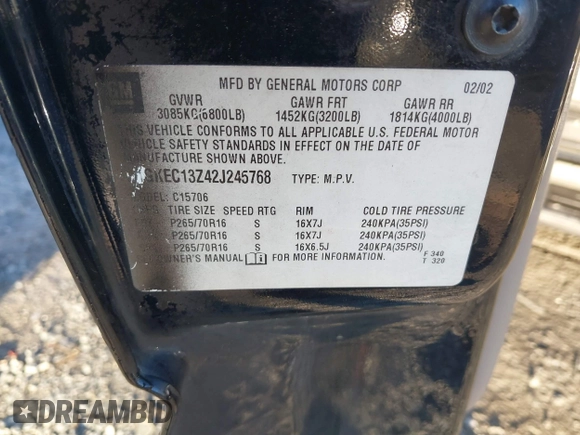 GM MFD BY GENERAL MOTORS CORP 02/02
GVWR GAWR FRT GAWR RR
3085KG(6800LB) 1452KG(3200LB) 1814KG(4000LB)
THIS VEHICLE CONFORMS TO ALL APPLICABLE U.S. FEDERAL MOTOR
VEHICLE SAFETY STANDARDS IN EFFECT ON THE DATE OF
MANUFACTURE SHOWN ABOVE.
KEC13Z42J245768 TYPE: M.P.V.
MODEL: C15706
TIRE SIZE SPEED RTG RIM COLD TIRE PRESSURE
P265/70R16 S 16X7J 240KPA(35PSI)
P265/70R16 S 16X7J 240KPA(35PSI)
P265/70R16 S 16X6.5J 240KPA(35PSI)
OWNER'S MANUAL FOR MORE INFORMATION.
F 340
T 320
DREAMBID